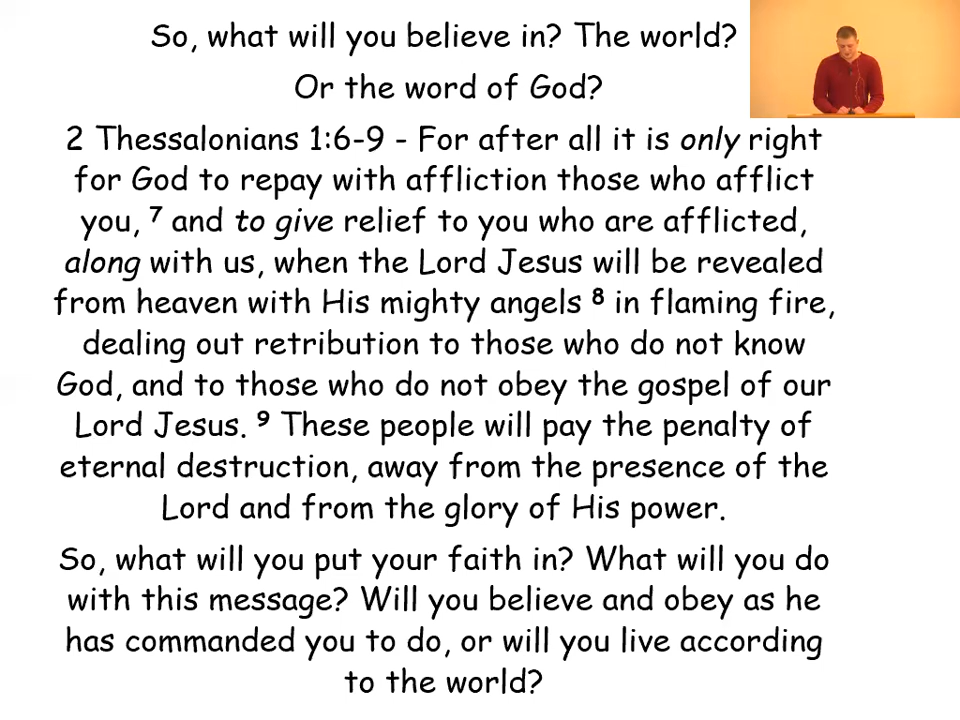 So, what will you believe in? The world?
Or the word of God?
2 Thessalonians 1:6-9 - For after all it is only right
for God to repay with affliction those who afflict
you, ⁷ and to give relief to you who are afflicted,
along with us, when the Lord Jesus will be revealed
from heaven with His mighty angels ⁸ in flaming fire,
dealing out retribution to those who do not know
God, and to those who do not obey the gospel of our
Lord Jesus. ⁹ These people will pay the penalty of
eternal destruction, away from the presence of the
Lord and from the glory of His power.
So, what will you put your faith in? What will you do
with this message? Will you believe and obey as he
has commanded you to do, or will you live according
to the world?